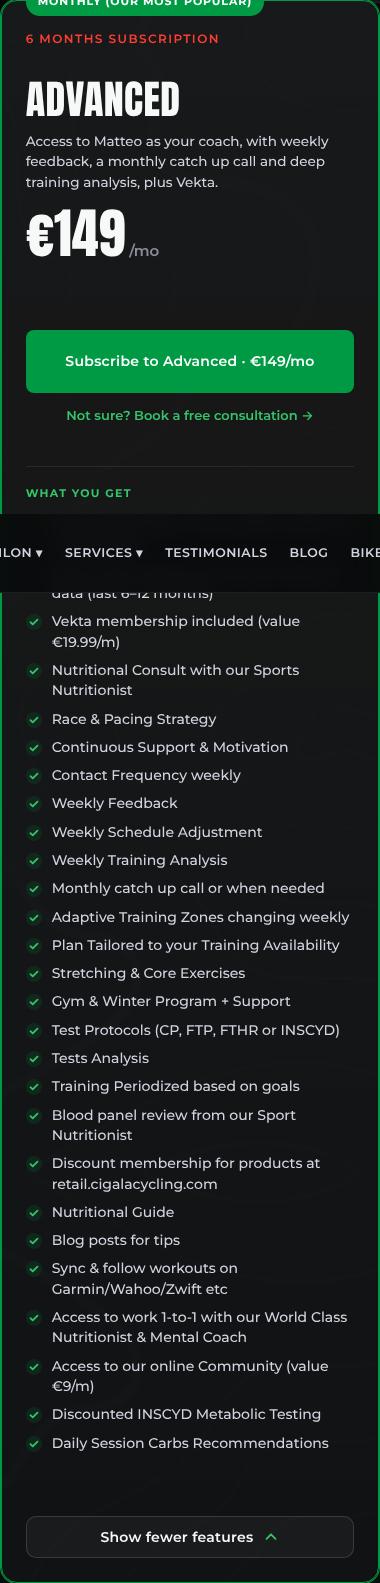 MONTHLY (OUR MOST POPULAR)
6 MONTHS SUBSCRIPTION
ADVANCED
Access to Matteo as your coach, with weekly
feedback, a monthly catch up call and deep
training analysis, plus Vekta.
€149 /mo
Subscribe to Advanced · €149/mo
Not sure? Book a free consultation →
WHAT YOU GET
SERVICES ▾ TESTIMONIALS BLOG
data (last 6–12 months)
Vekta membership included (value
€19.99/m)
Nutritional Consult with our Sports
Nutritionist
Race & Pacing Strategy
Continuous Support & Motivation
Contact Frequency weekly
Weekly Feedback
Weekly Schedule Adjustment
Weekly Training Analysis
Monthly catch up call or when needed
Adaptive Training Zones changing weekly
Plan Tailored to your Training Availability
Stretching & Core Exercises
Gym & Winter Program + Support
Test Protocols (CP, FTP, FTHR or INSCYD)
Tests Analysis
Training Periodized based on goals
Blood panel review from our Sport
Nutritionist
Discount membership for products at
retail.cigalacycling.com
Nutritional Guide
Blog posts for tips
Sync & follow workouts on
Garmin/Wahoo/Zwift etc
Access to work 1-to-1 with our World Class
Nutritionist & Mental Coach
Access to our online Community (value
€9/m)
Discounted INSCYD Metabolic Testing
Daily Session Carbs Recommendations
Show fewer features